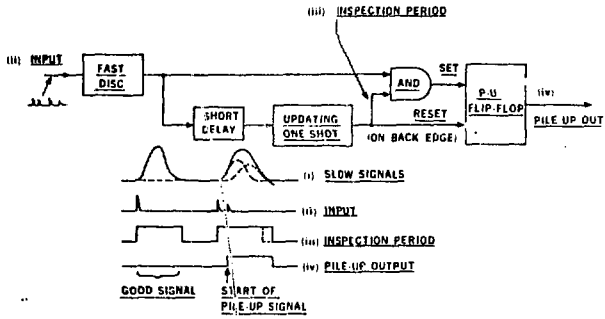 (iii) INSPECTION PERIOD
(ii) INPUT
FAST
DISC
AND
SET
P-U
FLIP-FLOP
(iv)
PILE UP OUT
SHORT
DELAY
UPDATING
ONE SHOT
RESET
(ON BACK EDGE)
(i) SLOW SIGNALS
(ii) INPUT
(iii) INSPECTION PERIOD
(iv) PILE-UP OUTPUT
GOOD SIGNAL
START OF
PILE-UP SIGNAL